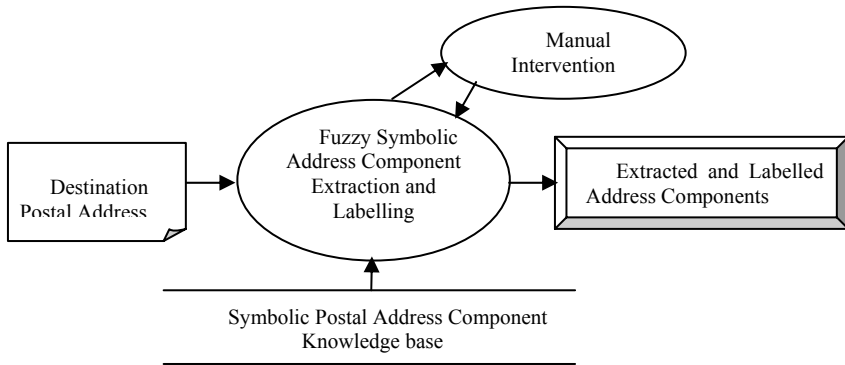 Manual
Intervention
Fuzzy Symbolic
Address Component
Extraction and
Labelling
Destination
Postal Address
Extracted and Labelled
Address Components
Symbolic Postal Address Component
Knowledge base